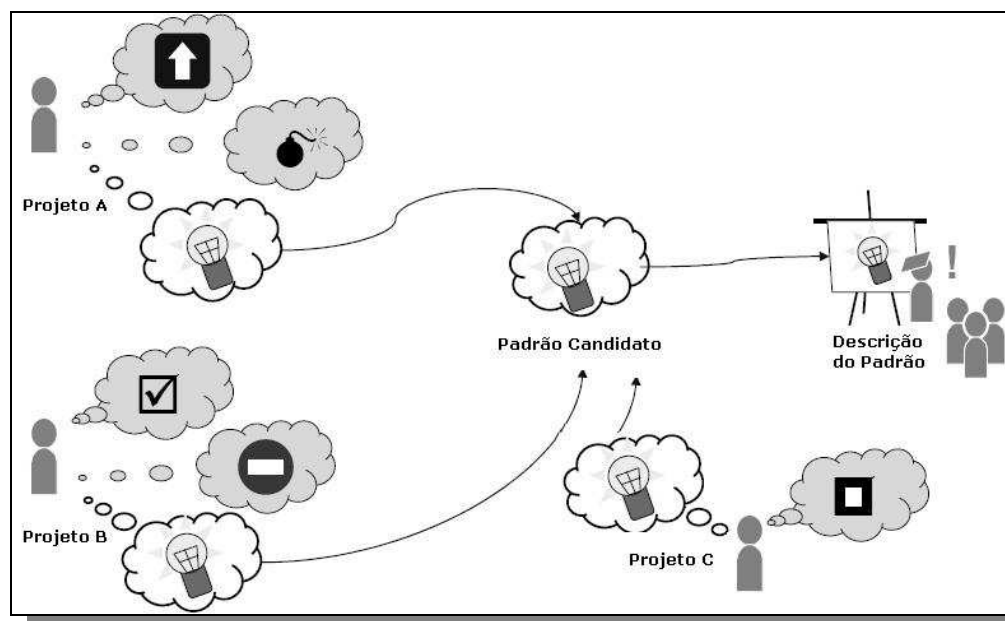 Projeto A
Padrão Candidato
!
Descrição
do Padrão
Projeto B
Projeto C